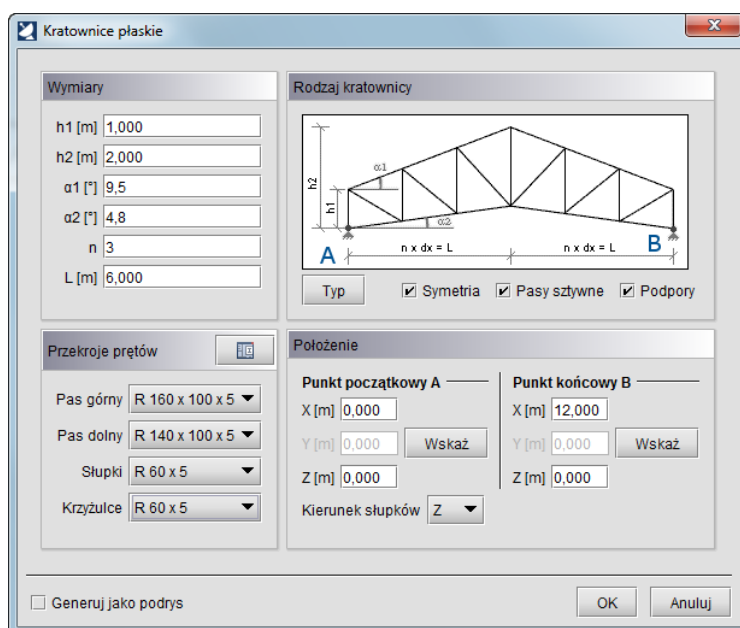 Kratownice płaskie
Wymiary
h1 [m] 1,000
h2 [m] 2,000
α1 [°] 9,5
α2 [°] 4,8
n 3
L [m] 6,000
Rodzaj kratownicy
h2
h1
α1
α2
A
B
n x dx = L
n x dx = L
Typ
Symetria
Pasy sztywne
Podpory
Przekroje prętów
Pas górny R 160 x 100 x 5
Pas dolny R 140 x 100 x 5
Słupki R 60 x 5
Krzyżulce R 60 x 5
Położenie
Punkt początkowy A
X [m] 0,000
Y [m] 0,000 Wskaż
Z [m] 0,000
Punkt końcowy B
X [m] 12,000
Y [m] 0,000 Wskaż
Z [m] 0,000
Kierunek słupków Z
Generuj jako podrys
OK
Anuluj